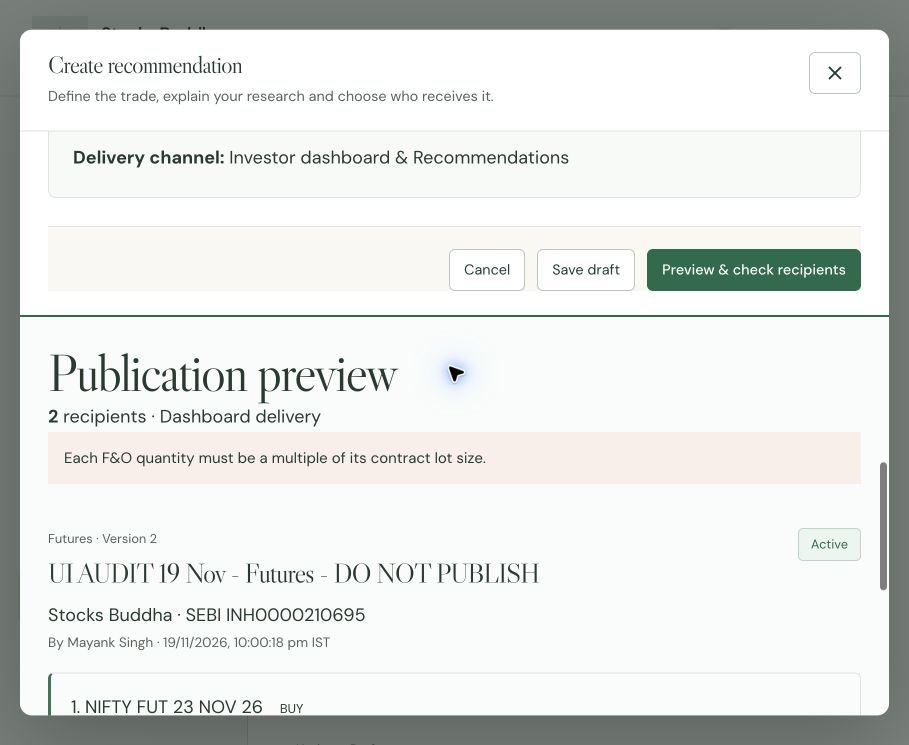 Create recommendation
Define the trade, explain your research and choose who receives it.
Delivery channel: Investor dashboard & Recommendations
Cancel
Save draft
Preview & check recipients
Publication preview
2 recipients · Dashboard delivery
Each F&O quantity must be a multiple of its contract lot size.
Futures · Version 2
Active
UI AUDIT 19 Nov - Futures - DO NOT PUBLISH
Stocks Buddha · SEBI INH0000210695
By Mayank Singh · 19/11/2026, 10:00:18 pm IST
1. NIFTY FUT 23 NOV 26 BUY